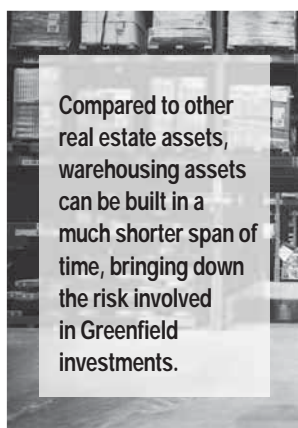 Compared to other
real estate assets,
warehousing assets
can be built in a
much shorter span of
time, bringing down
the risk involved
in Greenfield
investments.